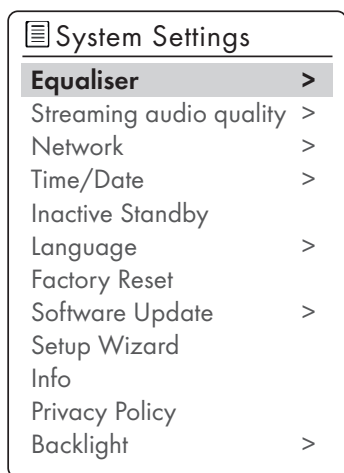 System Settings
Equaliser >
Streaming audio quality >
Network >
Time/Date >
Inactive Standby
Language >
Factory Reset
Software Update >
Setup Wizard
Info
Privacy Policy
Backlight >